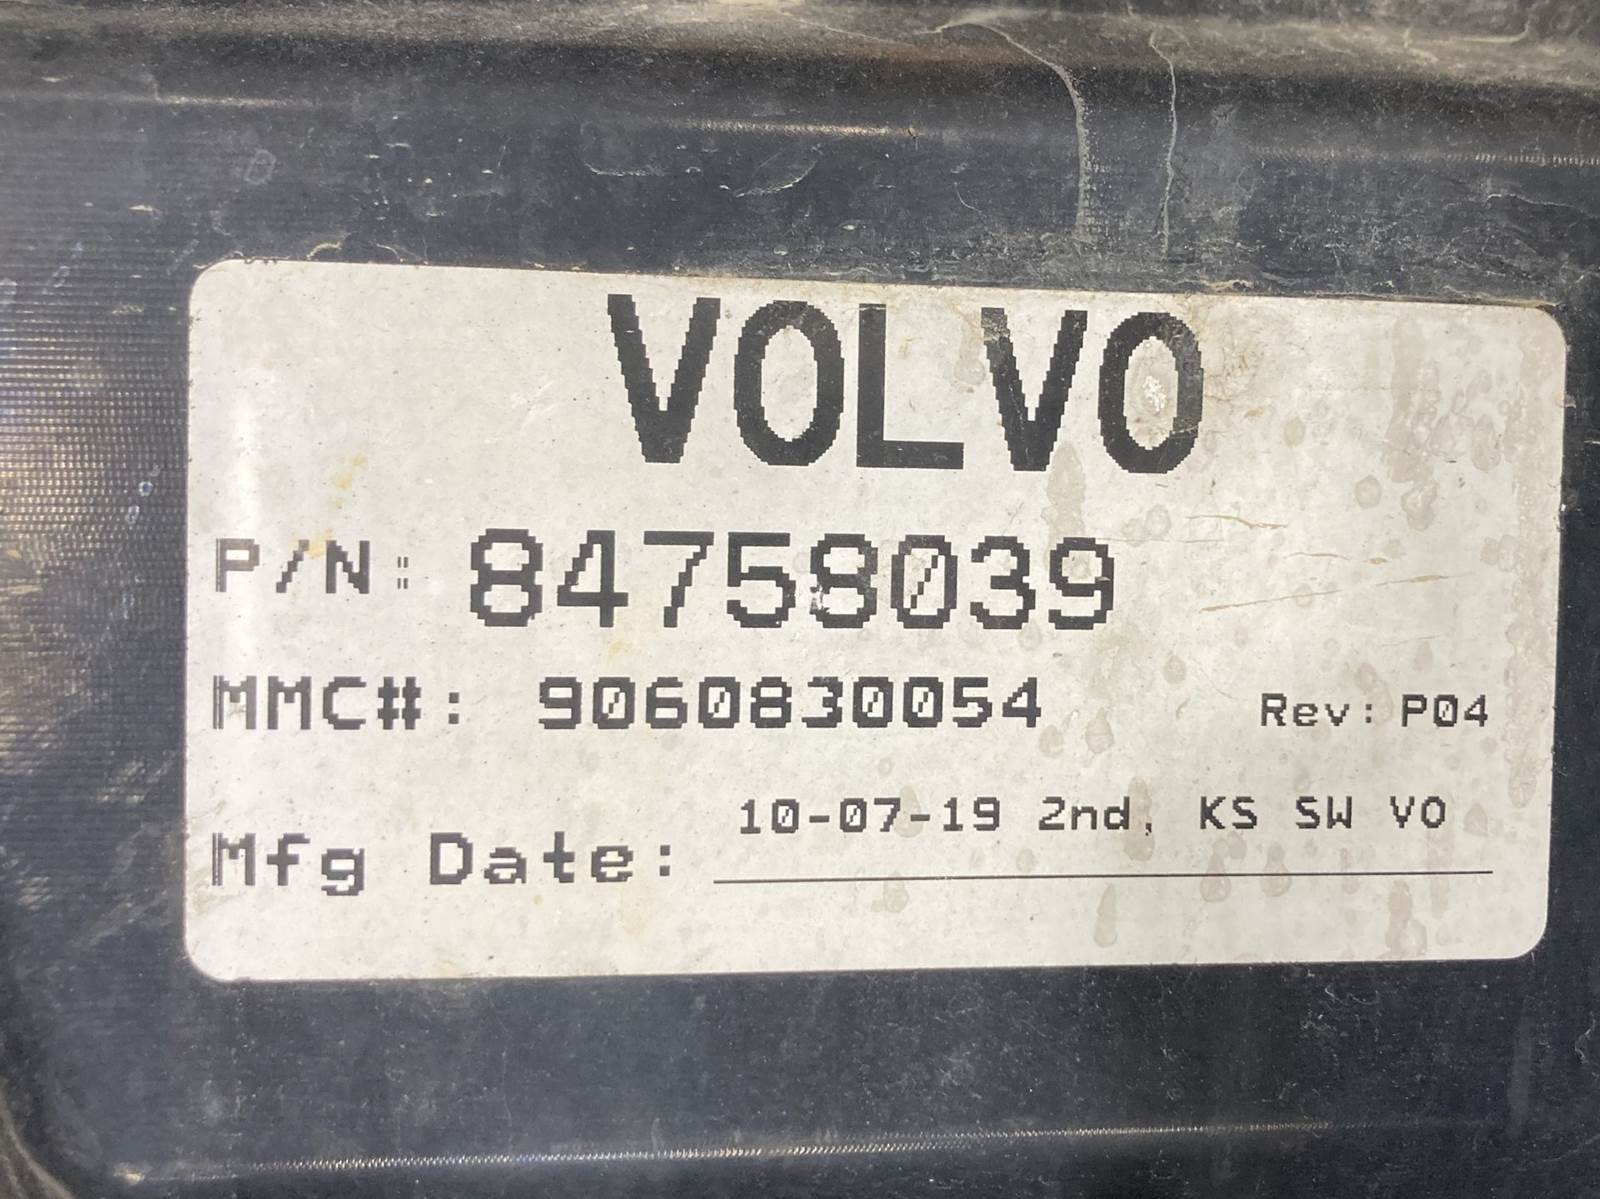 VOLVO
P/N: 84758039
MMC#: 9060830054 Rev: P04
Mfg Date: 10-07-19 2nd, KS SW VO